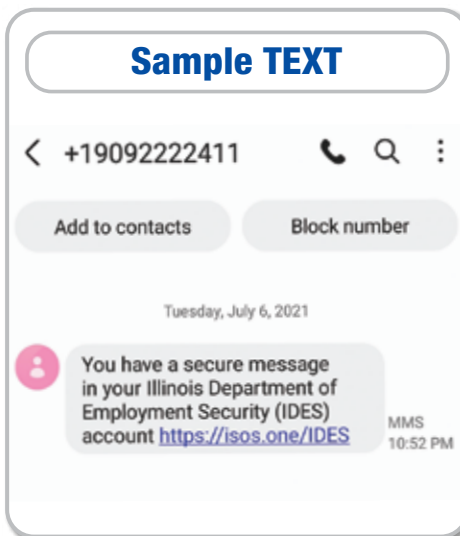 Sample TEXT
+19092222411
Add to contacts Block number
Tuesday, July 6, 2021
You have a secure message
in your Illinois Department of
Employment Security (IDES)
account https://isos.one/IDES
MMS
10:52 PM